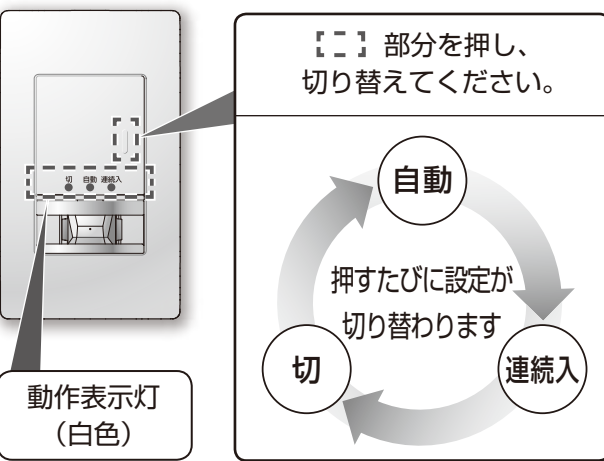 部分を押し、
切り替えてください。
切 自動 連続入
自動
押すたびに設定が
切り替わります
切
連続入
動作表示灯
（白色）